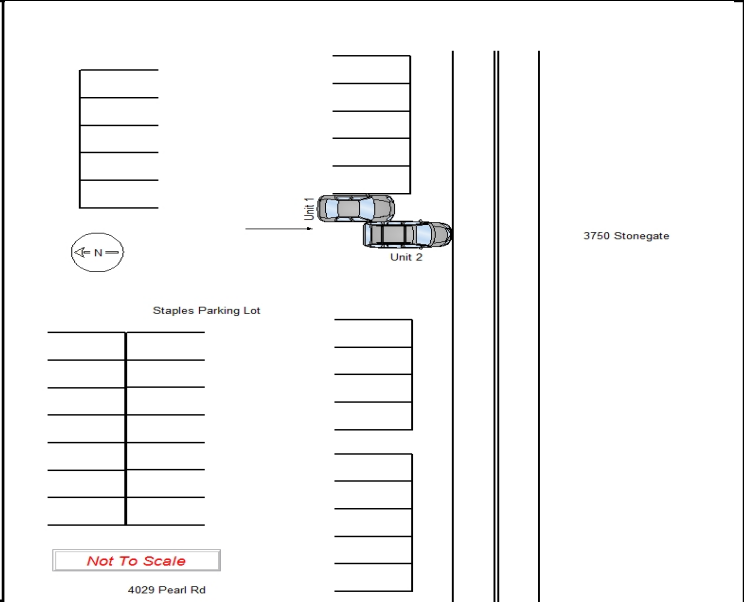 Unit 1
N
Unit 2
3750 Stonegate
Staples Parking Lot
Not To Scale
4029 Pearl Rd